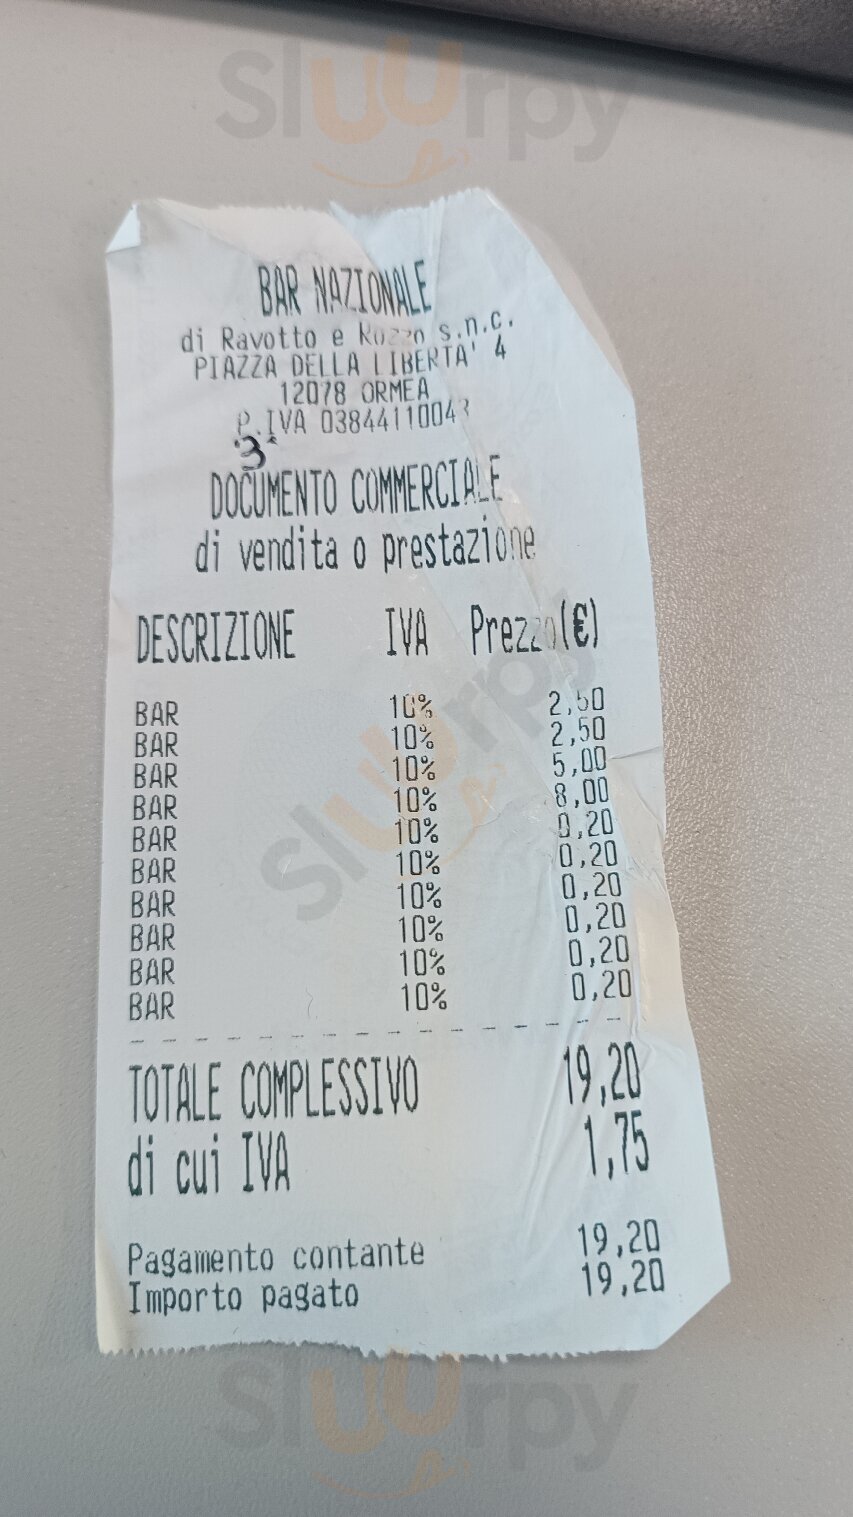 sluurpy
BAR NAZIONALE
di Ravotto e Rozzo s.n.c.
PIAZZA DELLA LIBERTA' 4
12078 ORMEA
P.IVA 03844110043
3
DOCUMENTO COMMERCIALE
di vendita o prestazione
DESCRIZIONE IVA Prezzo(€)
BAR 10% 2,50
BAR 10% 2,50
BAR 10% 5,00
BAR 10% 8,00
BAR 10% 0,20
BAR 10% 0,20
BAR 10% 0,20
BAR 10% 0,20
BAR 10% 0,20
BAR 10% 0,20
sluurpy
TOTALE COMPLESSIVO 19,20
di cui IVA 1,75
Pagamento contante 19,20
Importo pagato 19,20
sluurpy